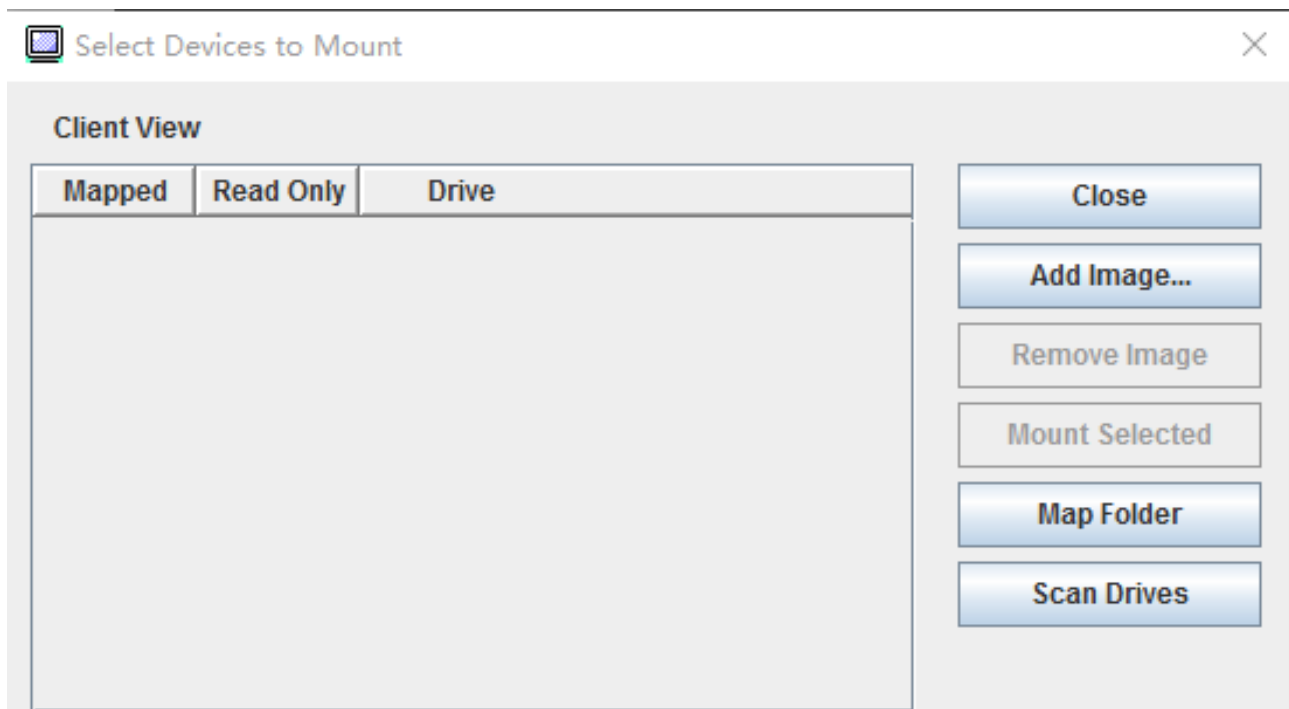 Select Devices to Mount
Client View
Mapped Read Only Drive
Close
Add Image...
Remove Image
Mount Selected
Map Folder
Scan Drives